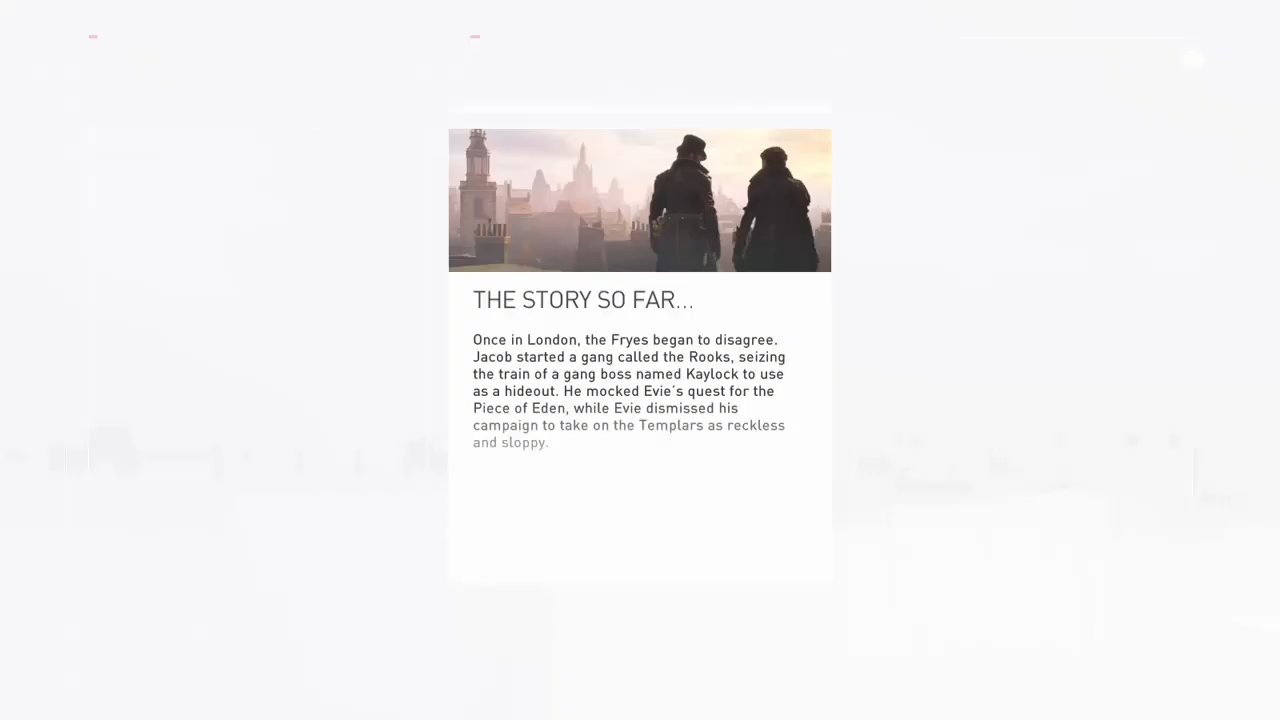 THE STORY SO FAR...
Once in London, the Fryes began to disagree.
Jacob started a gang called the Rooks, seizing
the train of a gang boss named Kaylock to use
as a hideout. He mocked Evie's quest for the
Piece of Eden, while Evie dismissed his
campaign to take on the Templars as reckless
and sloppy.